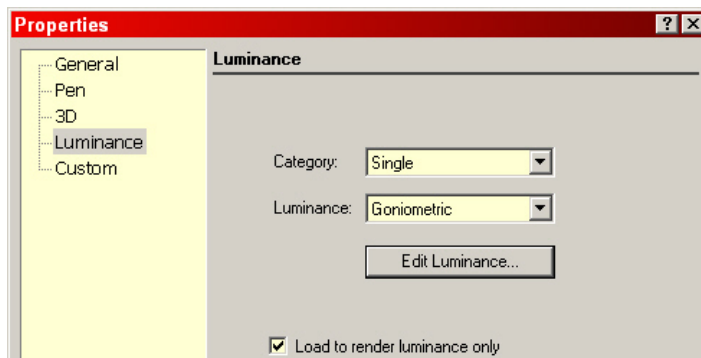 Properties
General
Pen
3D
Luminance
Custom
Luminance
Category: Single
Luminance: Goniometric
Edit Luminance...
Load to render luminance only